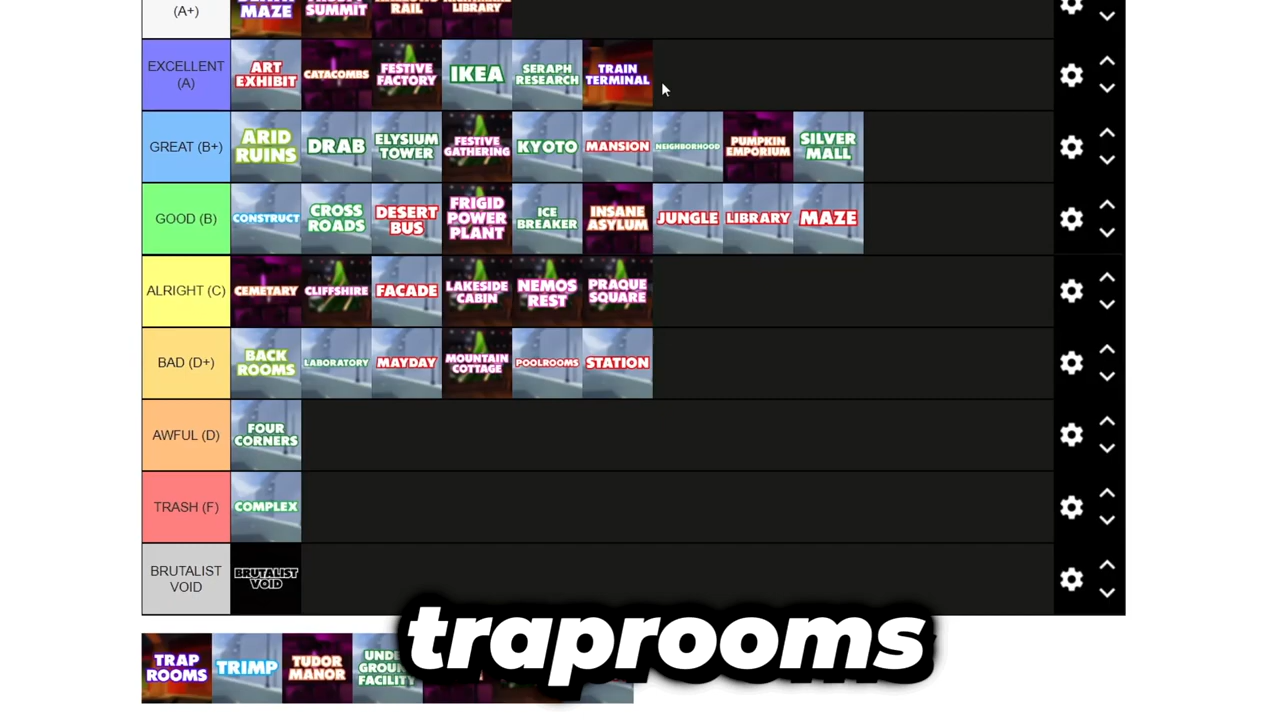 (A+)
MAZE
SUMMIT
RAIL
LIBRARY
EXCELLENT
(A)
ART
EXHIBIT
CATACOMBS
FESTIVE
FACTORY
IKEA
SERAPH
RESEARCH
TRAIN
TERMINAL
GREAT (B+)
ARID
RUINS
DRAB
ELYSIUM
TOWER
FESTIVE
GATHERING
KYOTO
MANSION
NEIGHBORHOOD
PUMPKIN
EMPORIUM
SILVER
MALL
GOOD (B)
CONSTRUCT
CROSS
ROADS
DESERT
BUS
FRIGID
POWER
PLANT
ICE
BREAKER
INSANE
ASYLUM
JUNGLE
LIBRARY
MAZE
ALRIGHT (C)
CEMETARY
CLIFFSHIRE
FACADE
LAKESIDE
CABIN
NEMOS
REST
PRAQUE
SQUARE
BAD (D+)
BACK
ROOMS
LABORATORY
MAYDAY
MOUNTAIN
COTTAGE
POOLROOMS
STATION
AWFUL (D)
FOUR
CORNERS
TRASH (F)
COMPLEX
BRUTALIST
VOID
BRUTALIST
VOID
traprooms
TRAP
ROOMS
TRIMP
TUDOR
MANOR
FACILITY